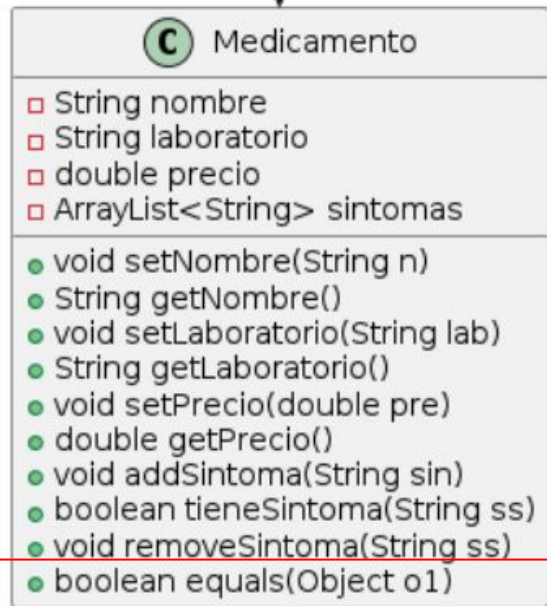 C Medicamento
String nombre
String laboratorio
double precio
ArrayList<String> sintomas
void setNombre(String n)
String getNombre()
void setLaboratorio(String lab)
String getLaboratorio()
void setPrecio(double pre)
double getPrecio()
void addSintoma(String sin)
boolean tieneSintoma(String ss)
void removeSintoma(String ss)
boolean equals(Object o1)